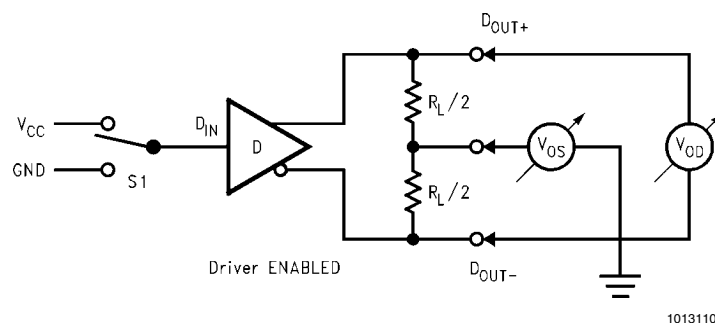 DOUT+
VCC
DIN
RL/2
D
VOS
VOD
GND
S1
RL/2
Driver ENABLED
DOUT-
1013110